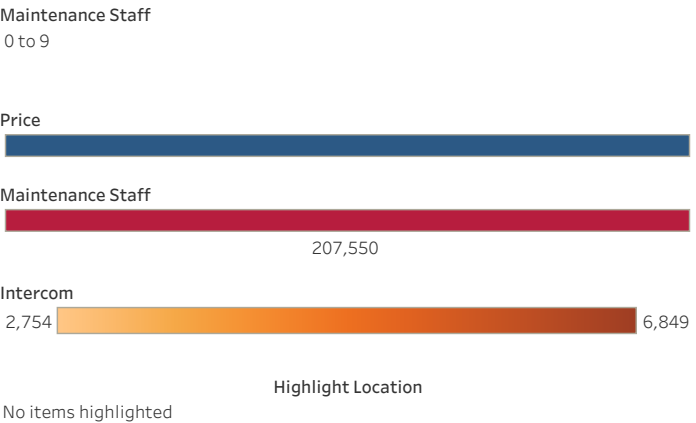 Maintenance Staff
0 to 9
Price
Maintenance Staff
207,550
Intercom
2,754 6,849
Highlight Location
No items highlighted